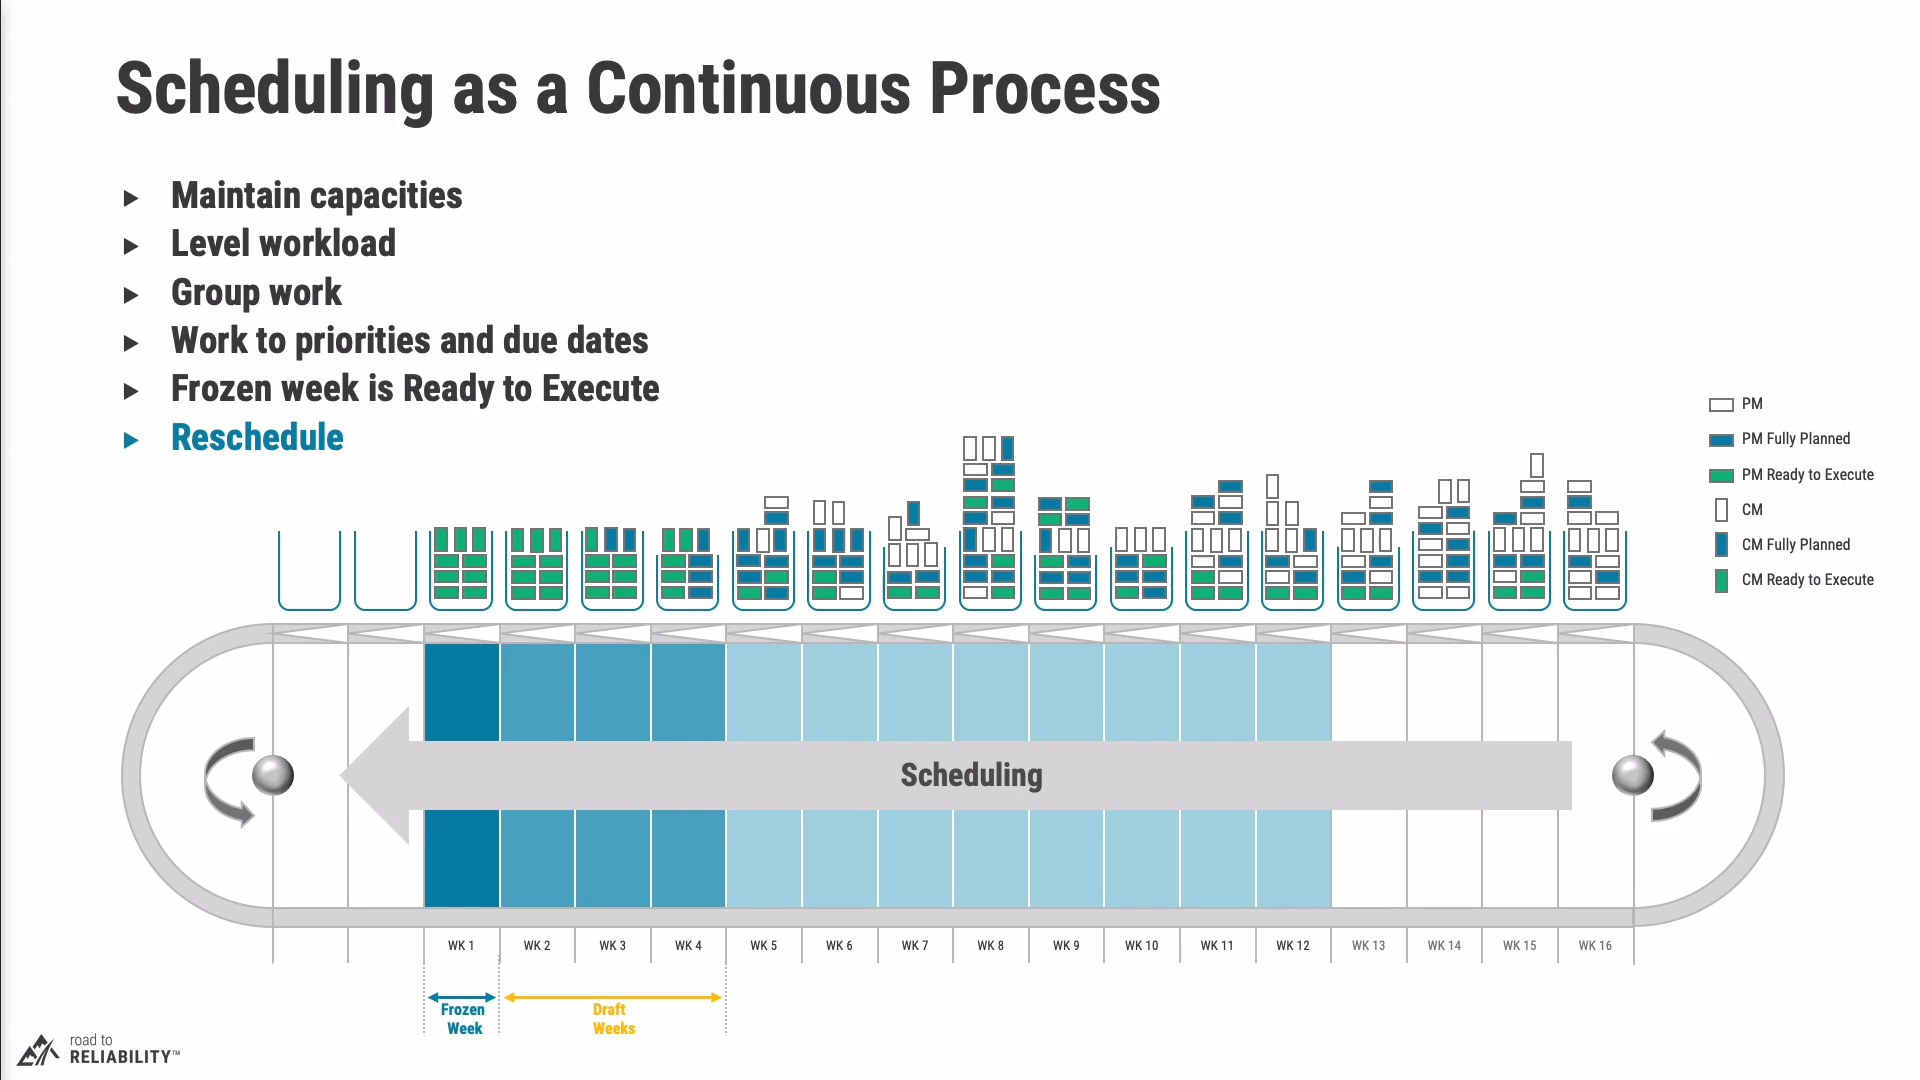 Scheduling as a Continuous Process
Maintain capacities
Level workload
Group work
Work to priorities and due dates
Frozen week is Ready to Execute
Reschedule
PM
PM Fully Planned
PM Ready to Execute
CM
CM Fully Planned
CM Ready to Execute
Scheduling
WK 1 WK 2 WK 3 WK 4 WK 5 WK 6 WK 7 WK 8 WK 9 WK 10 WK 11 WK 12 WK 13 WK 14 WK 15 WK 16
Frozen
Week
Draft
Weeks
road to
RELIABILITY™